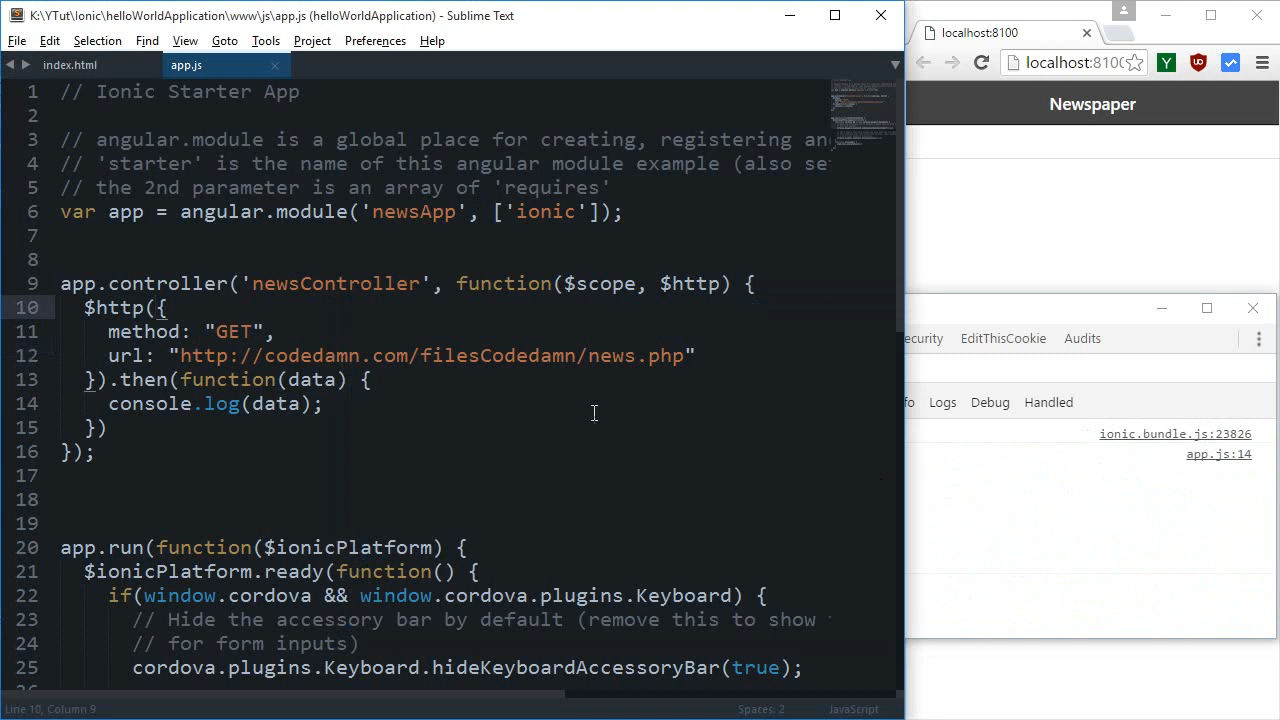 K:\YTut\Ionic\helloWorldApplication\www\js\app.js (helloWorldApplication) - Sublime Text
File Edit Selection Find View Goto Tools Project Preferences Help
index.html app.js
1 // Ionic Starter App
2
3 // angular.module is a global place for creating, registering an
4 // 'starter' is the name of this angular module example (also se
5 // the 2nd parameter is an array of 'requires'
6 var app = angular.module('newsApp', ['ionic']);
7
8
9 app.controller('newsController', function($scope, $http) {
10 $http({
11 method: "GET",
12 url: "http://codedamn.com/filesCodedamn/news.php"
13 }).then(function(data) {
14 console.log(data);
15 })
16 });
17
18
19
20 app.run(function($ionicPlatform) {
21 $ionicPlatform.ready(function() {
22 if(window.cordova && window.cordova.plugins.Keyboard) {
23 // Hide the accessory bar by default (remove this to show
24 // for form inputs)
25 cordova.plugins.Keyboard.hideKeyboardAccessoryBar(true);
Line 10, Column 9 Spaces: 2 JavaScript
localhost:8100
localhost:8100
Newspaper
ecurity EditThisCookie Audits
fo Logs Debug Handled
ionic.bundle.js:23826
app.js:14